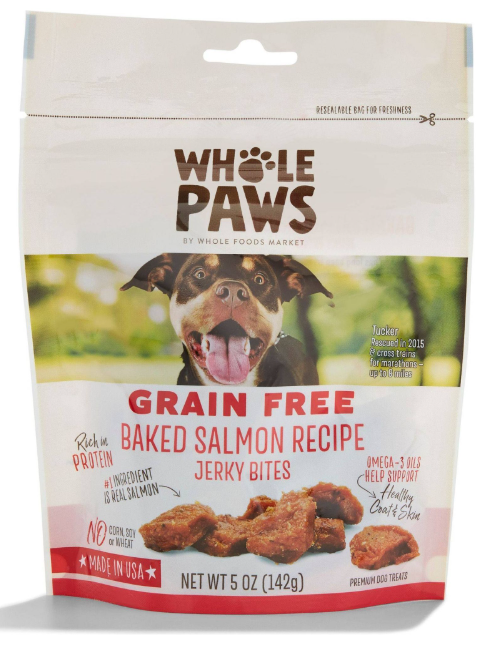 RESEALABLE BAG FOR FRESHNESS
WHOLE
PAWS
BY WHOLE FOODS MARKET
Tucker
Rescued in 2015
& cross trains
for marathons –
up to 8 miles
GRAIN FREE
BAKED SALMON RECIPE
JERKY BITES
Rich in
PROTEIN
#1 INGREDIENT
IS REAL SALMON
OMEGA-3 OILS
HELP SUPPORT
Healthy
Coat & Skin
NO CORN, SOY
or WHEAT
MADE IN USA
NET WT 5 OZ (142g)
PREMIUM DOG TREATS